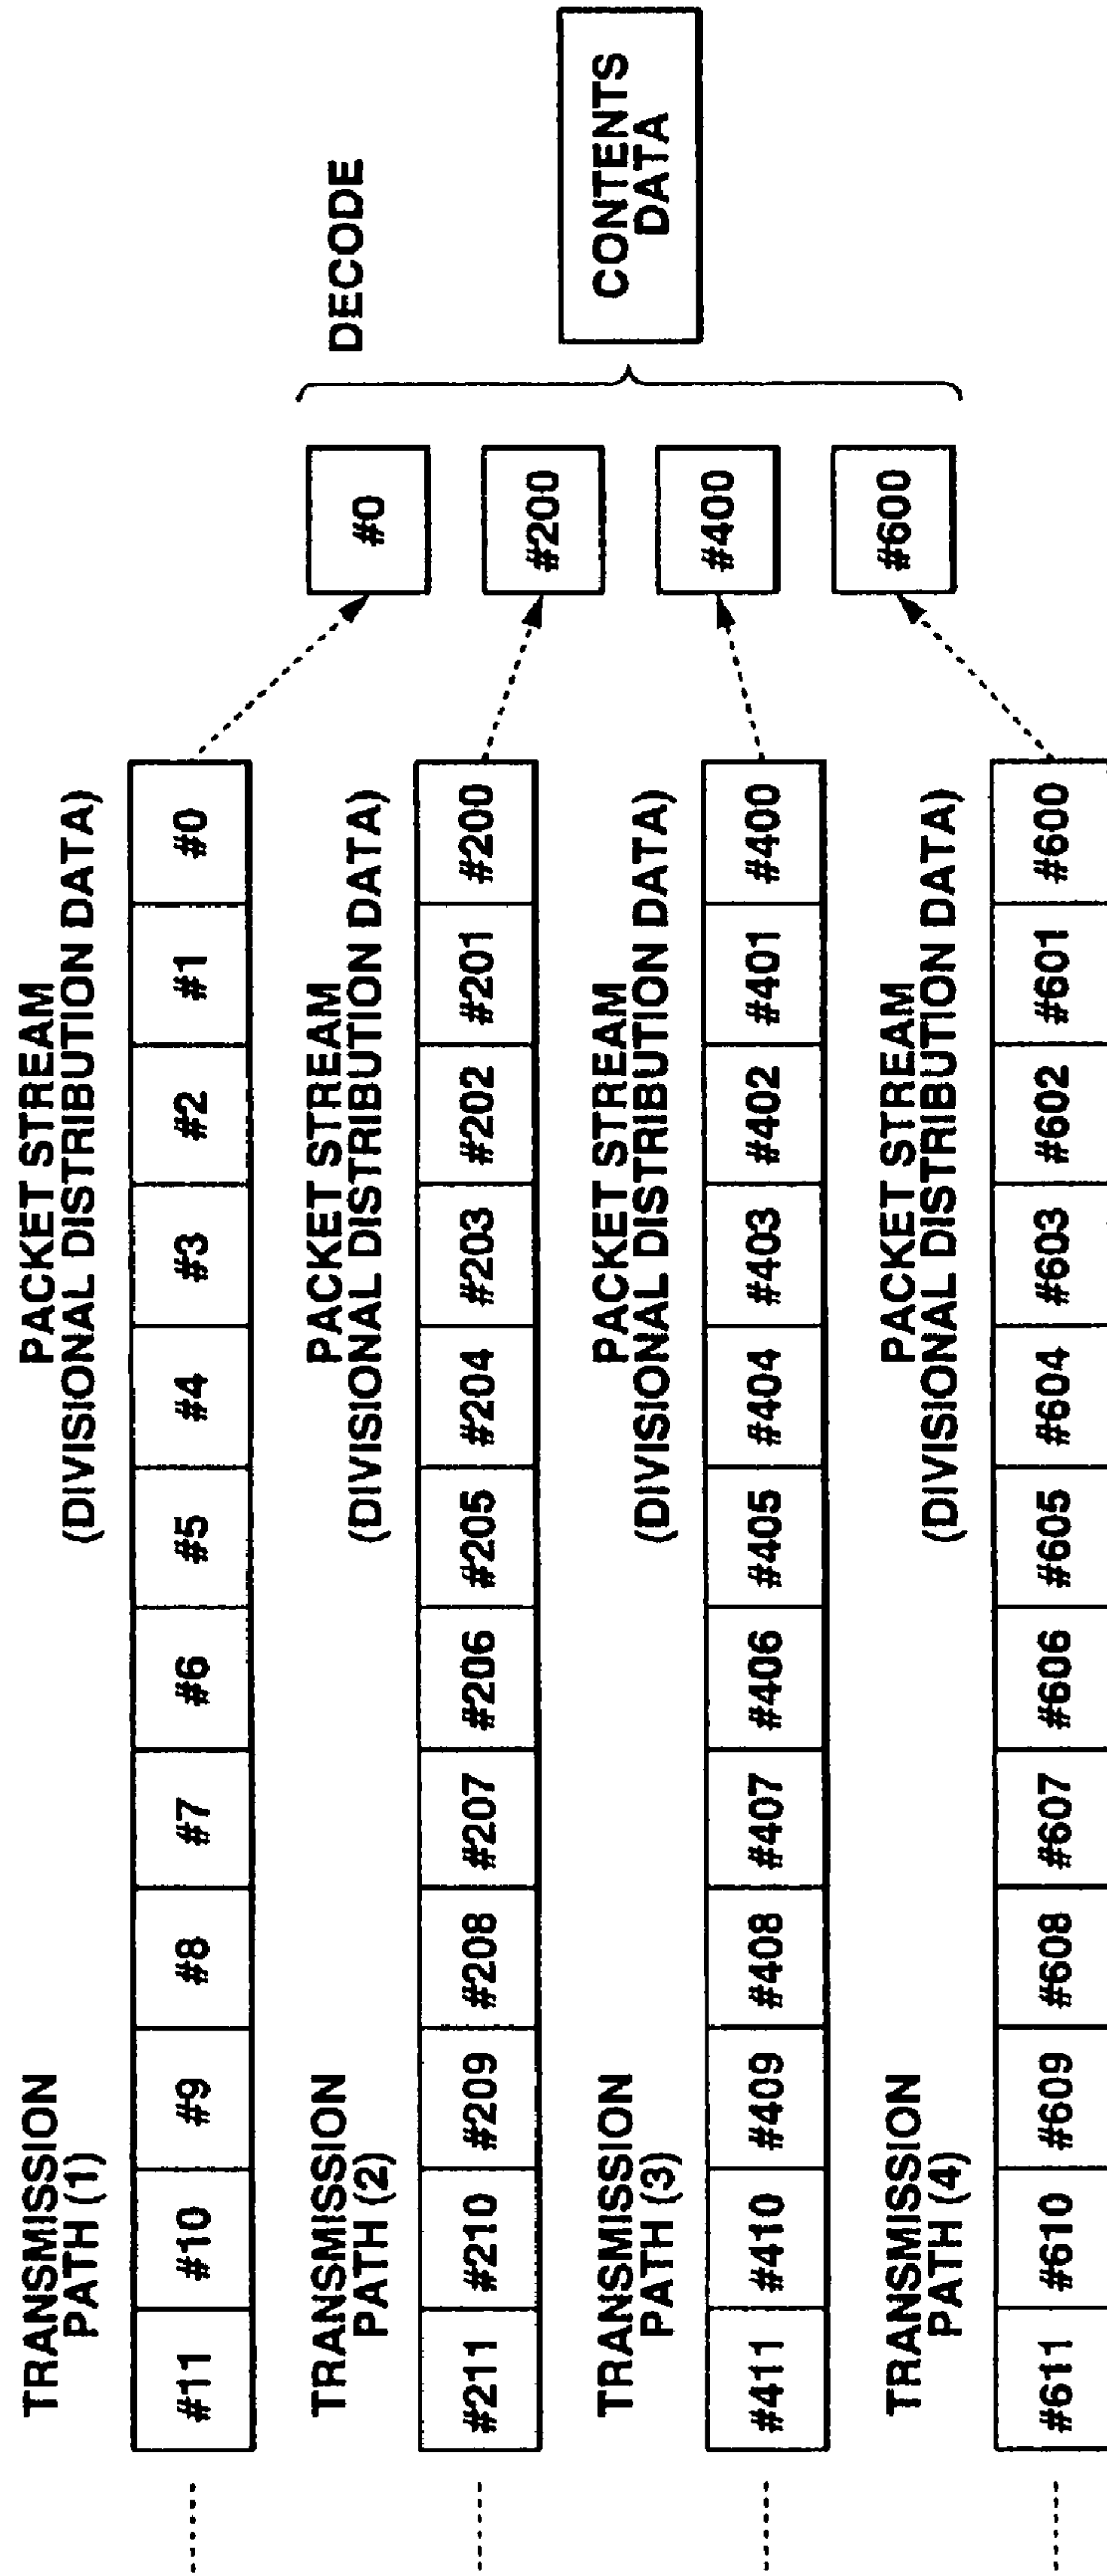 TRANSMISSION
PATH (1)
PACKET STREAM
(DIVISIONAL DISTRIBUTION DATA)
#11 #10 #9 #8 #7 #6 #5 #4 #3 #2 #1 #0
TRANSMISSION
PATH (2)
PACKET STREAM
(DIVISIONAL DISTRIBUTION DATA)
#211 #210 #209 #208 #207 #206 #205 #204 #203 #202 #201 #200
TRANSMISSION
PATH (3)
PACKET STREAM
(DIVISIONAL DISTRIBUTION DATA)
#411 #410 #409 #408 #407 #406 #405 #404 #403 #402 #401 #400
TRANSMISSION
PATH (4)
PACKET STREAM
(DIVISIONAL DISTRIBUTION DATA)
#611 #610 #609 #608 #607 #606 #605 #604 #603 #602 #601 #600
#0
#200
#400
#600
DECODE
CONTENTS
DATA